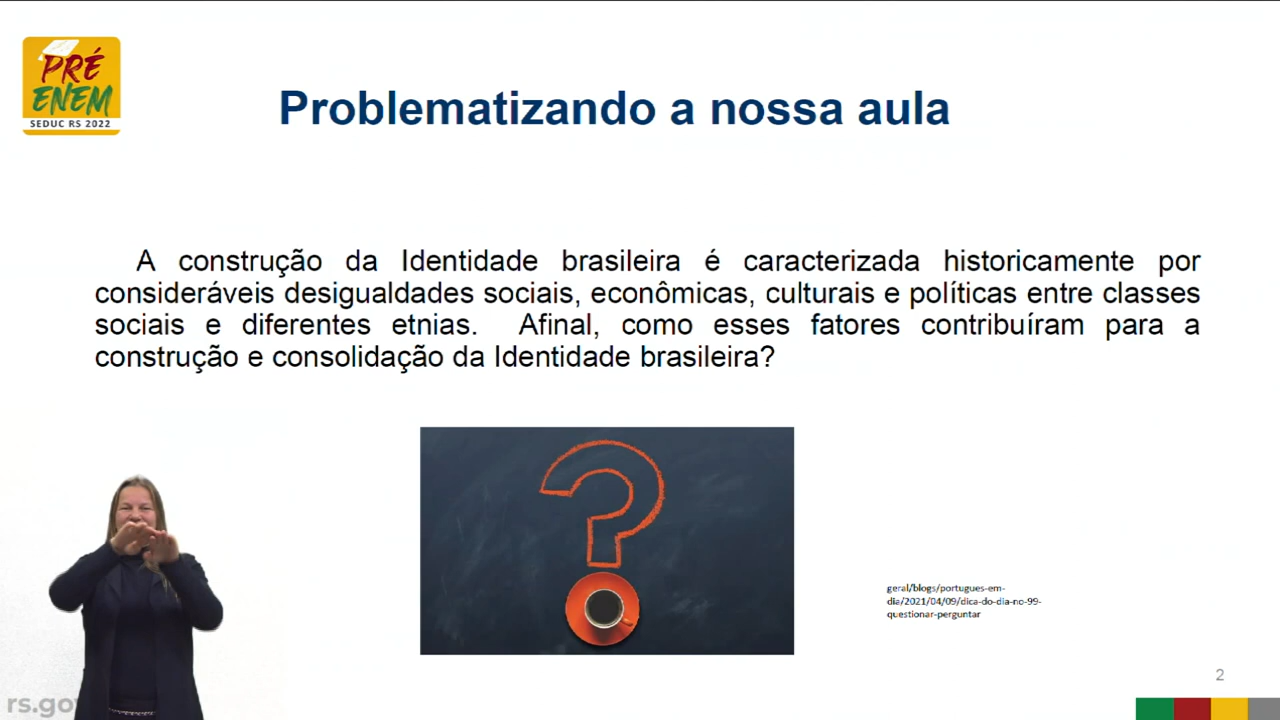 PRÉ
ENEM
SEDUC RS 2022
Problematizando a nossa aula
A construção da Identidade brasileira é caracterizada historicamente por
consideráveis desigualdades sociais, econômicas, culturais e políticas entre classes
sociais e diferentes etnias. Afinal, como esses fatores contribuíram para a
construção e consolidação da Identidade brasileira?
geral/blogs/portugues-em-
dia/2021/04/09/dica-do-dia-no-99-
questionar-perguntar
2
rs.gov